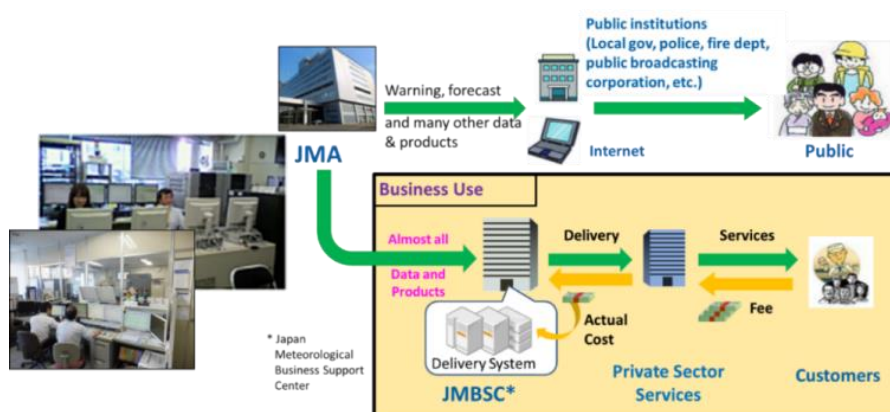 Public institutions
(Local gov, police, fire dept,
public broadcasting
corporation, etc.)
Warning, forecast
and many other data
& products
JMA
Internet
Public
Business Use
Almost all
Data and
Products
Delivery
Services
Actual
Cost
Fee
Delivery System
* Japan
Meteorological
Business Support
Center
JMBSC*
Private Sector
Services
Customers